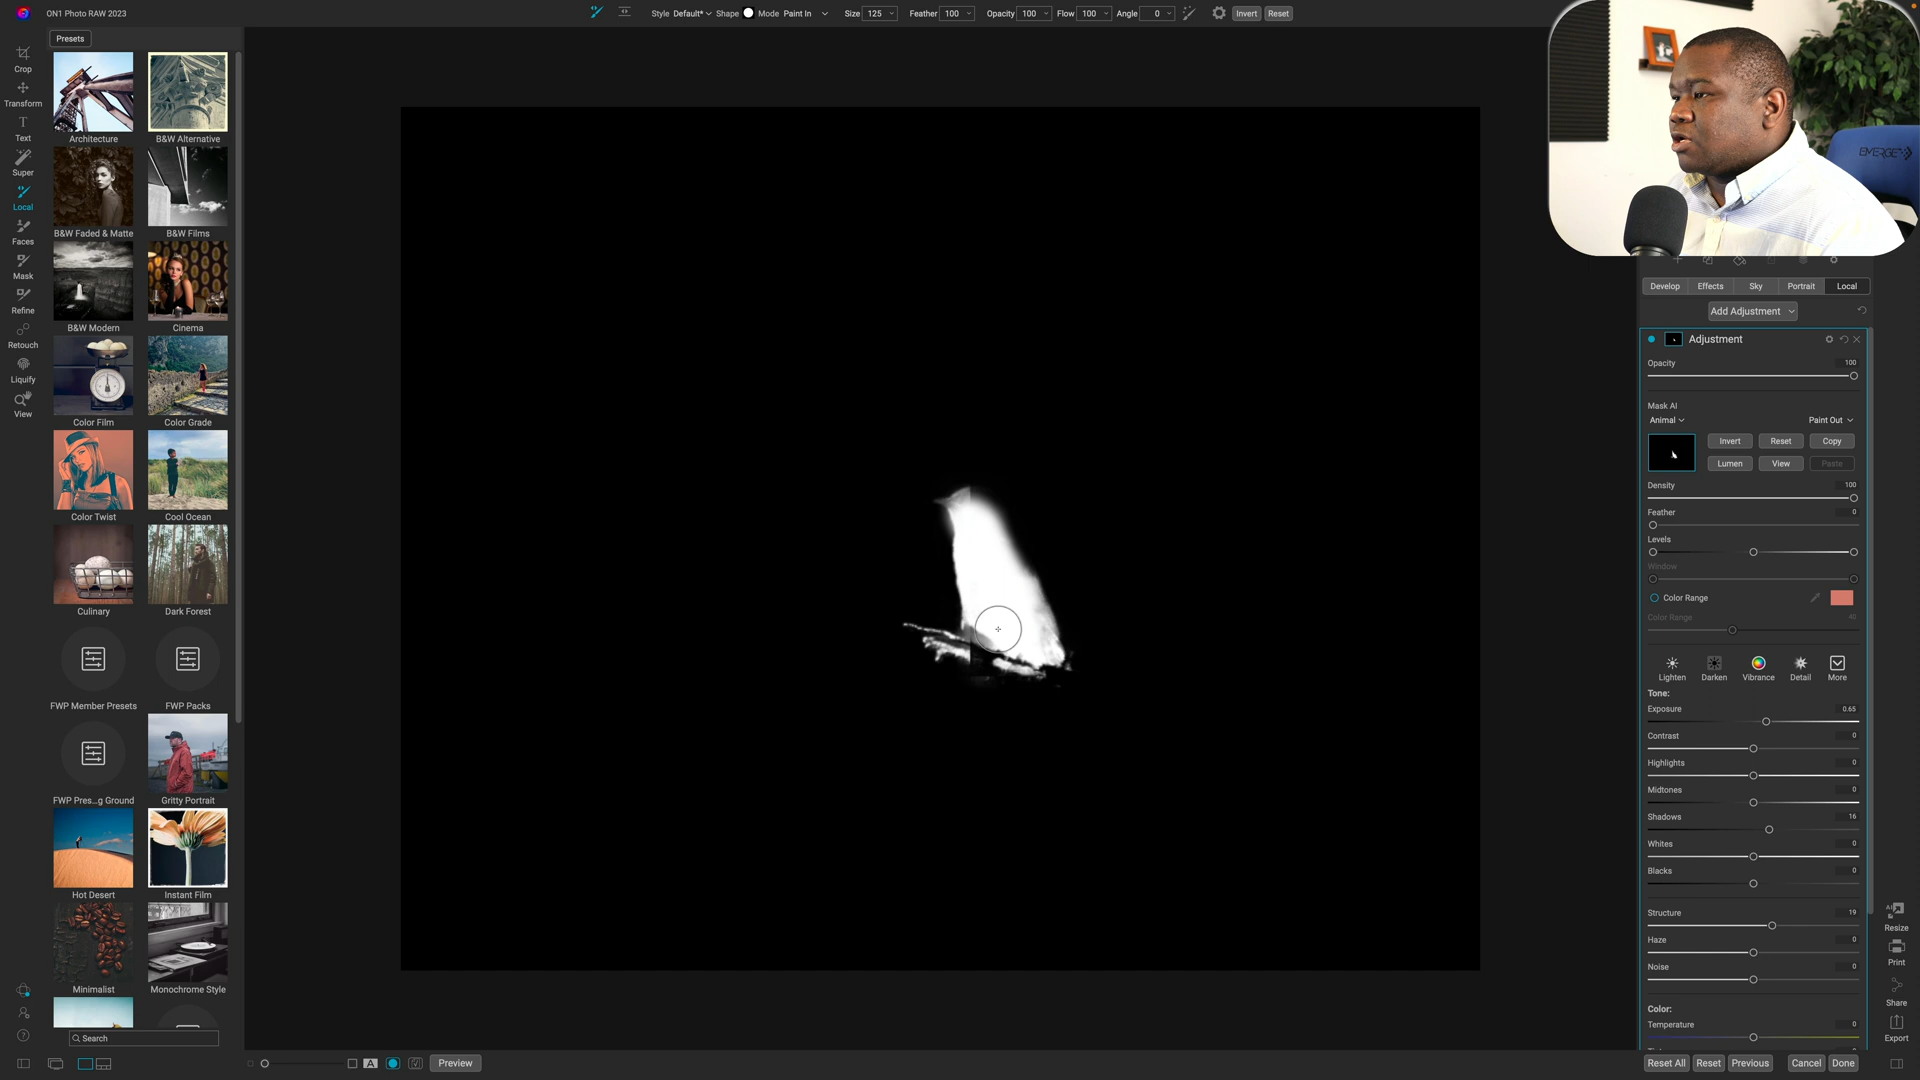 ON1 Photo RAW 2023
Style Default* Shape Mode Paint In Size 125 Feather 100 Opacity 100 Flow 100 Angle 0 Invert Reset
Presets
Crop
Transform
Text
Super
Local
Faces
Mask
Refine
Retouch
Liquify
View
Architecture
B&W Alternative
B&W Faded & Matte
B&W Films
B&W Modern
Cinema
Color Film
Color Grade
Color Twist
Cool Ocean
Culinary
Dark Forest
FWP Member Presets
FWP Packs
FWP Pres...g Ground
Gritty Portrait
Hot Desert
Instant Film
Minimalist
Monochrome Style
Search
A
Preview
EMERGE
Develop Effects Sky Portrait Local
Add Adjustment
Adjustment
Opacity 100
Mask AI
Animal Paint Out
Invert Reset Copy
Lumen View Paste
Density 100
Feather 0
Levels
Window
Color Range
Color Range 40
Lighten Darken Vibrance Detail More
Tone:
Exposure 0.65
Contrast 0
Highlights 0
Midtones 0
Shadows 16
Whites 0
Blacks 0
Structure 19
Haze 0
Noise 0
Color:
Temperature 0
Reset All Reset Previous Cancel Done
AI
Resize
Print
Share
Export